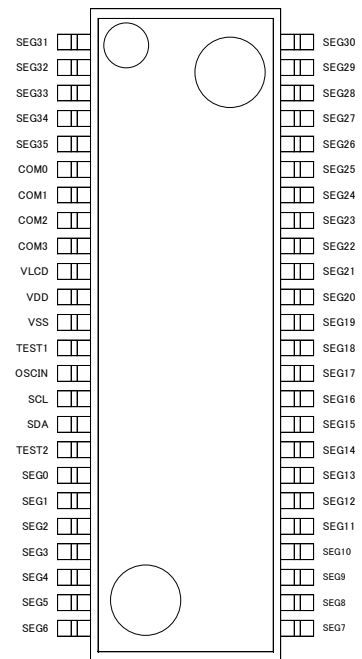 SEG31 SEG30
SEG32 SEG29
SEG33 SEG28
SEG34 SEG27
SEG35 SEG26
COM0 SEG25
COM1 SEG24
COM2 SEG23
COM3 SEG22
VLCD SEG21
VDD SEG20
VSS SEG19
TEST1 SEG18
OSCIN SEG17
SCL SEG16
SDA SEG15
TEST2 SEG14
SEG0 SEG13
SEG1 SEG12
SEG2 SEG11
SEG3 SEG10
SEG4 SEG9
SEG5 SEG8
SEG6 SEG7